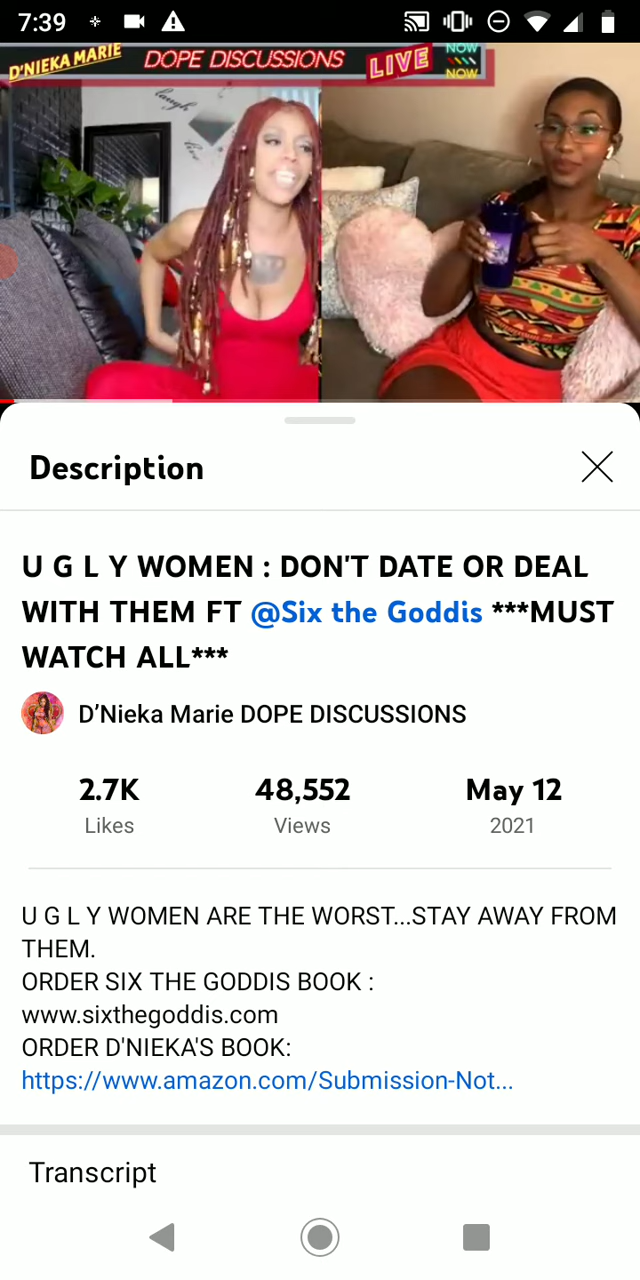 7:39
D'NIEKA MARIE DOPE DISCUSSIONS LIVE NOW NOW
laugh
live
Description
U G L Y WOMEN : DON'T DATE OR DEAL
WITH THEM FT @Six the Goddis ***MUST
WATCH ALL***
D’Nieka Marie DOPE DISCUSSIONS
2.7K 48,552 May 12
Likes Views 2021
U G L Y WOMEN ARE THE WORST...STAY AWAY FROM
THEM.
ORDER SIX THE GODDIS BOOK :
www.sixthegoddis.com
ORDER D'NIEKA'S BOOK:
https://www.amazon.com/Submission-Not...
Transcript